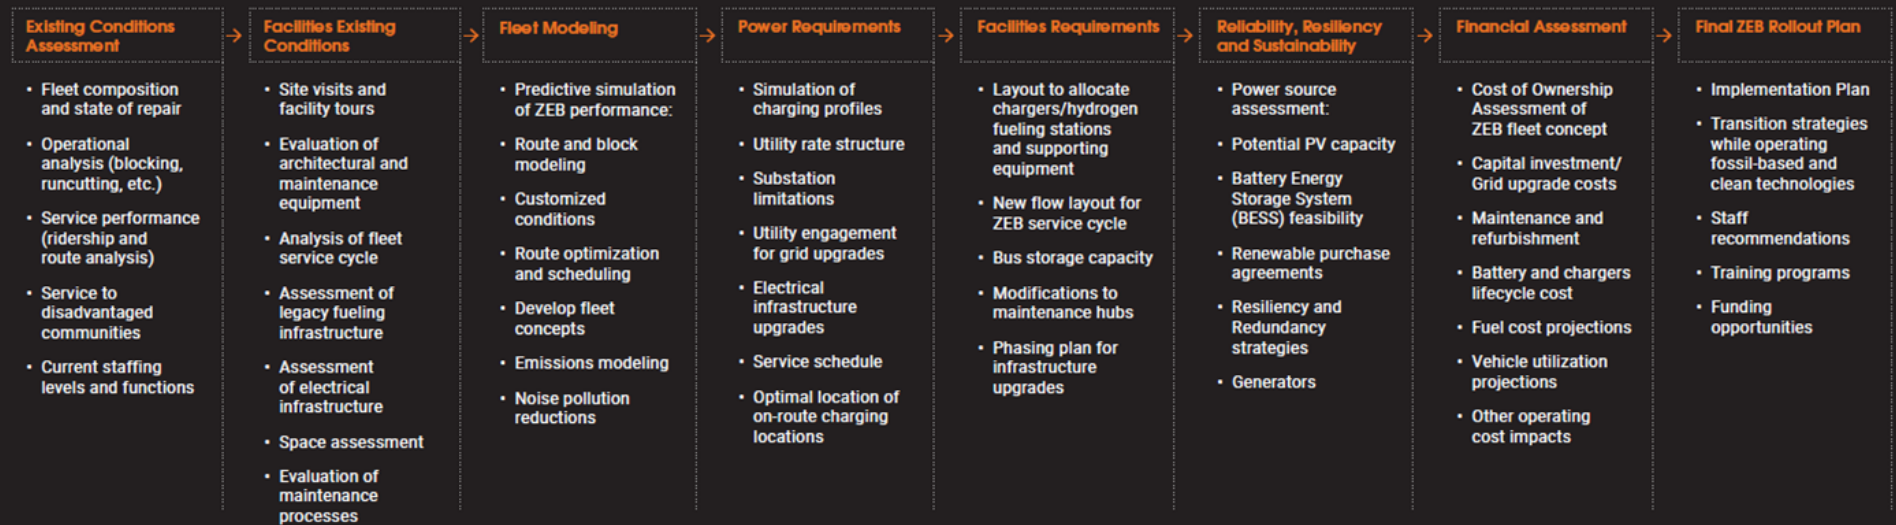 Existing Conditions
Assessment
• Fleet composition
and state of repair
• Operational
analysis (blocking,
runcutting, etc.)
• Service performance
(ridership and
route analysis)
• Service to
disadvantaged
communities
• Current staffing
levels and functions
Facilities Existing
Conditions
• Site visits and
facility tours
• Evaluation of
architectural and
maintenance
equipment
• Analysis of fleet
service cycle
• Assessment of
legacy fueling
infrastructure
• Assessment
of electrical
infrastructure
• Space assessment
• Evaluation of
maintenance
processes
Fleet Modeling
• Predictive simulation
of ZEB performance:
• Route and block
modeling
• Customized
conditions
• Route optimization
and scheduling
• Develop fleet
concepts
• Emissions modeling
• Noise pollution
reductions
Power Requirements
• Simulation of
charging profiles
• Utility rate structure
• Substation
limitations
• Utility engagement
for grid upgrades
• Electrical
infrastructure
upgrades
• Service schedule
• Optimal location of
on-route charging
locations
Facilities Requirements
• Layout to allocate
chargers/hydrogen
fueling stations
and supporting
equipment
• New flow layout for
ZEB service cycle
• Bus storage capacity
• Modifications to
maintenance hubs
• Phasing plan for
infrastructure
upgrades
Reliability, Resiliency
and Sustainability
• Power source
assessment:
• Potential PV capacity
• Battery Energy
Storage System
(BESS) feasibility
• Renewable purchase
agreements
• Resiliency and
Redundancy
strategies
• Generators
Financial Assessment
• Cost of Ownership
Assessment of
ZEB fleet concept
• Capital investment/
Grid upgrade costs
• Maintenance and
refurbishment
• Battery and chargers
lifecycle cost
• Fuel cost projections
• Vehicle utilization
projections
• Other operating
cost impacts
Final ZEB Rollout Plan
• Implementation Plan
• Transition strategies
while operating
fossil-based and
clean technologies
• Staff
recommendations
• Training programs
• Funding
opportunities